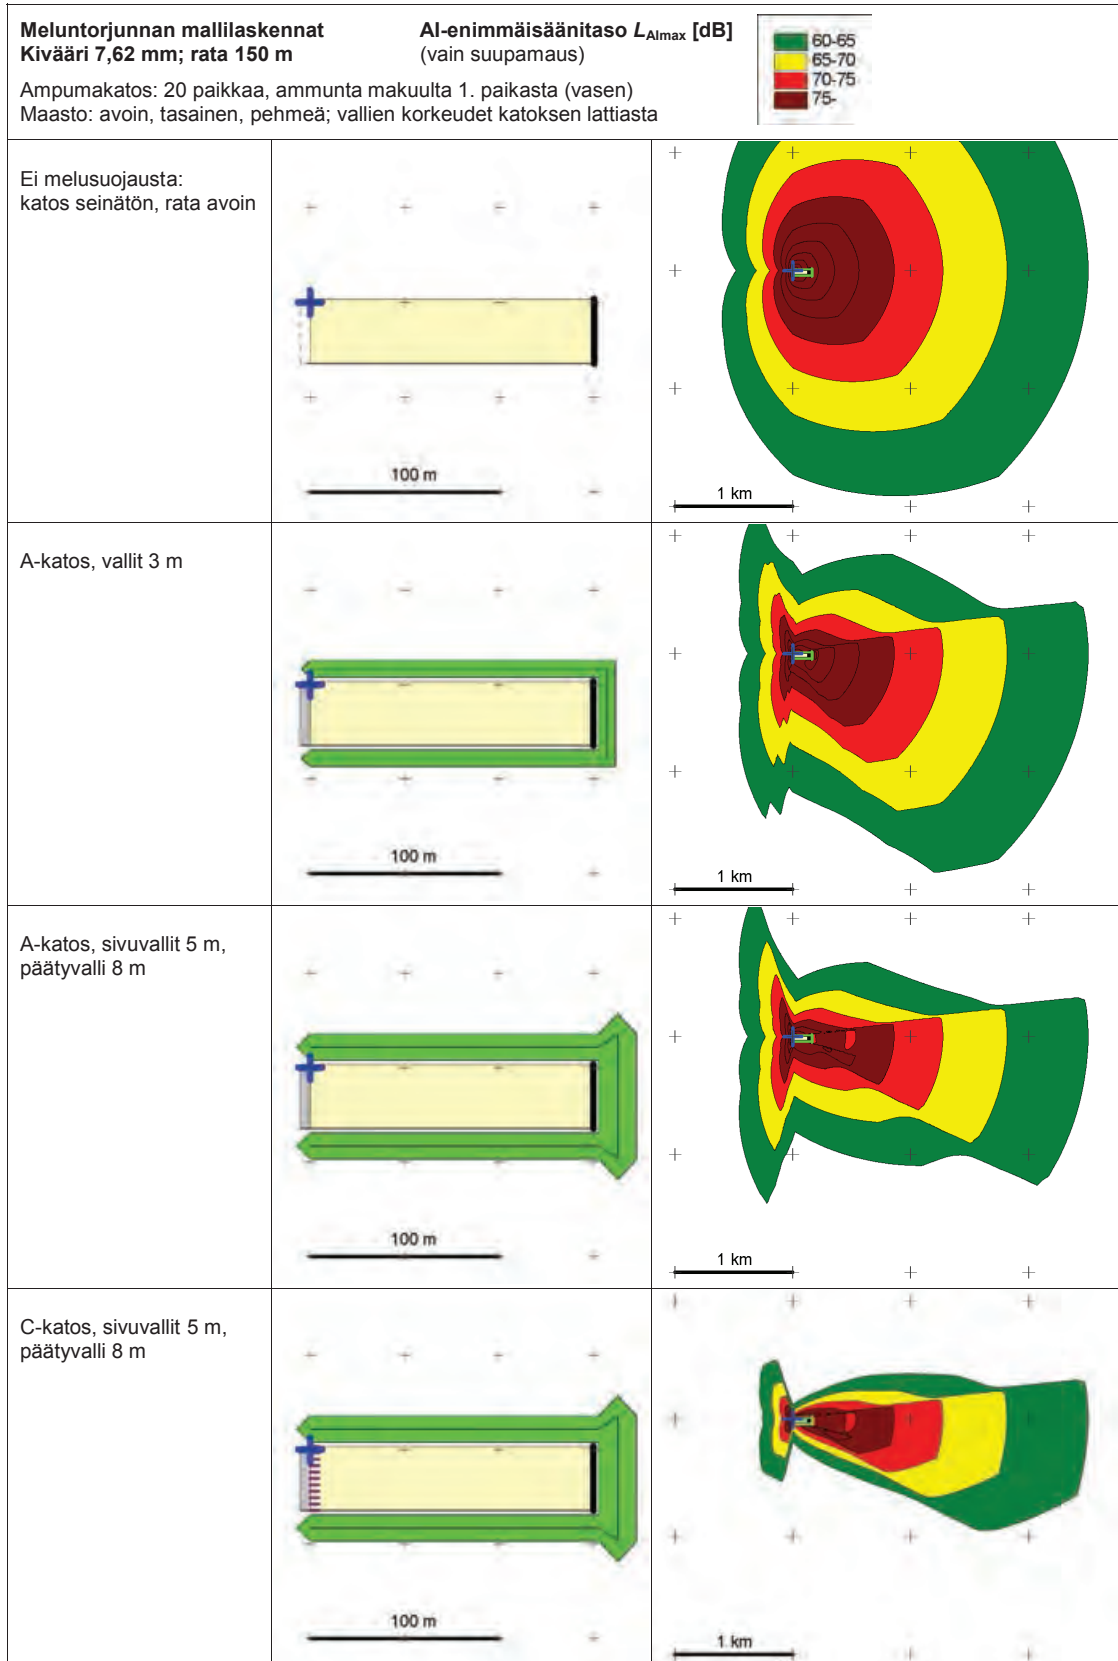 Meluntorjunnan mallilaskennat
Kivääri 7,62 mm; rata 150 m
AI-enimmäisäänitaso LAImax [dB]
(vain suupamaus)
Ampumakatos: 20 paikkaa, ammunta makuulta 1. paikasta (vasen)
Maasto: avoin, tasainen, pehmeä; vallien korkeudet katoksen lattiasta
60-65
65-70
70-75
75-
Ei melusuojausta:
katos seinätön, rata avoin
100 m
1 km
A-katos, vallit 3 m
100 m
1 km
A-katos, sivuvallit 5 m,
päätyvalli 8 m
100 m
1 km
C-katos, sivuvallit 5 m,
päätyvalli 8 m
100 m
1 km